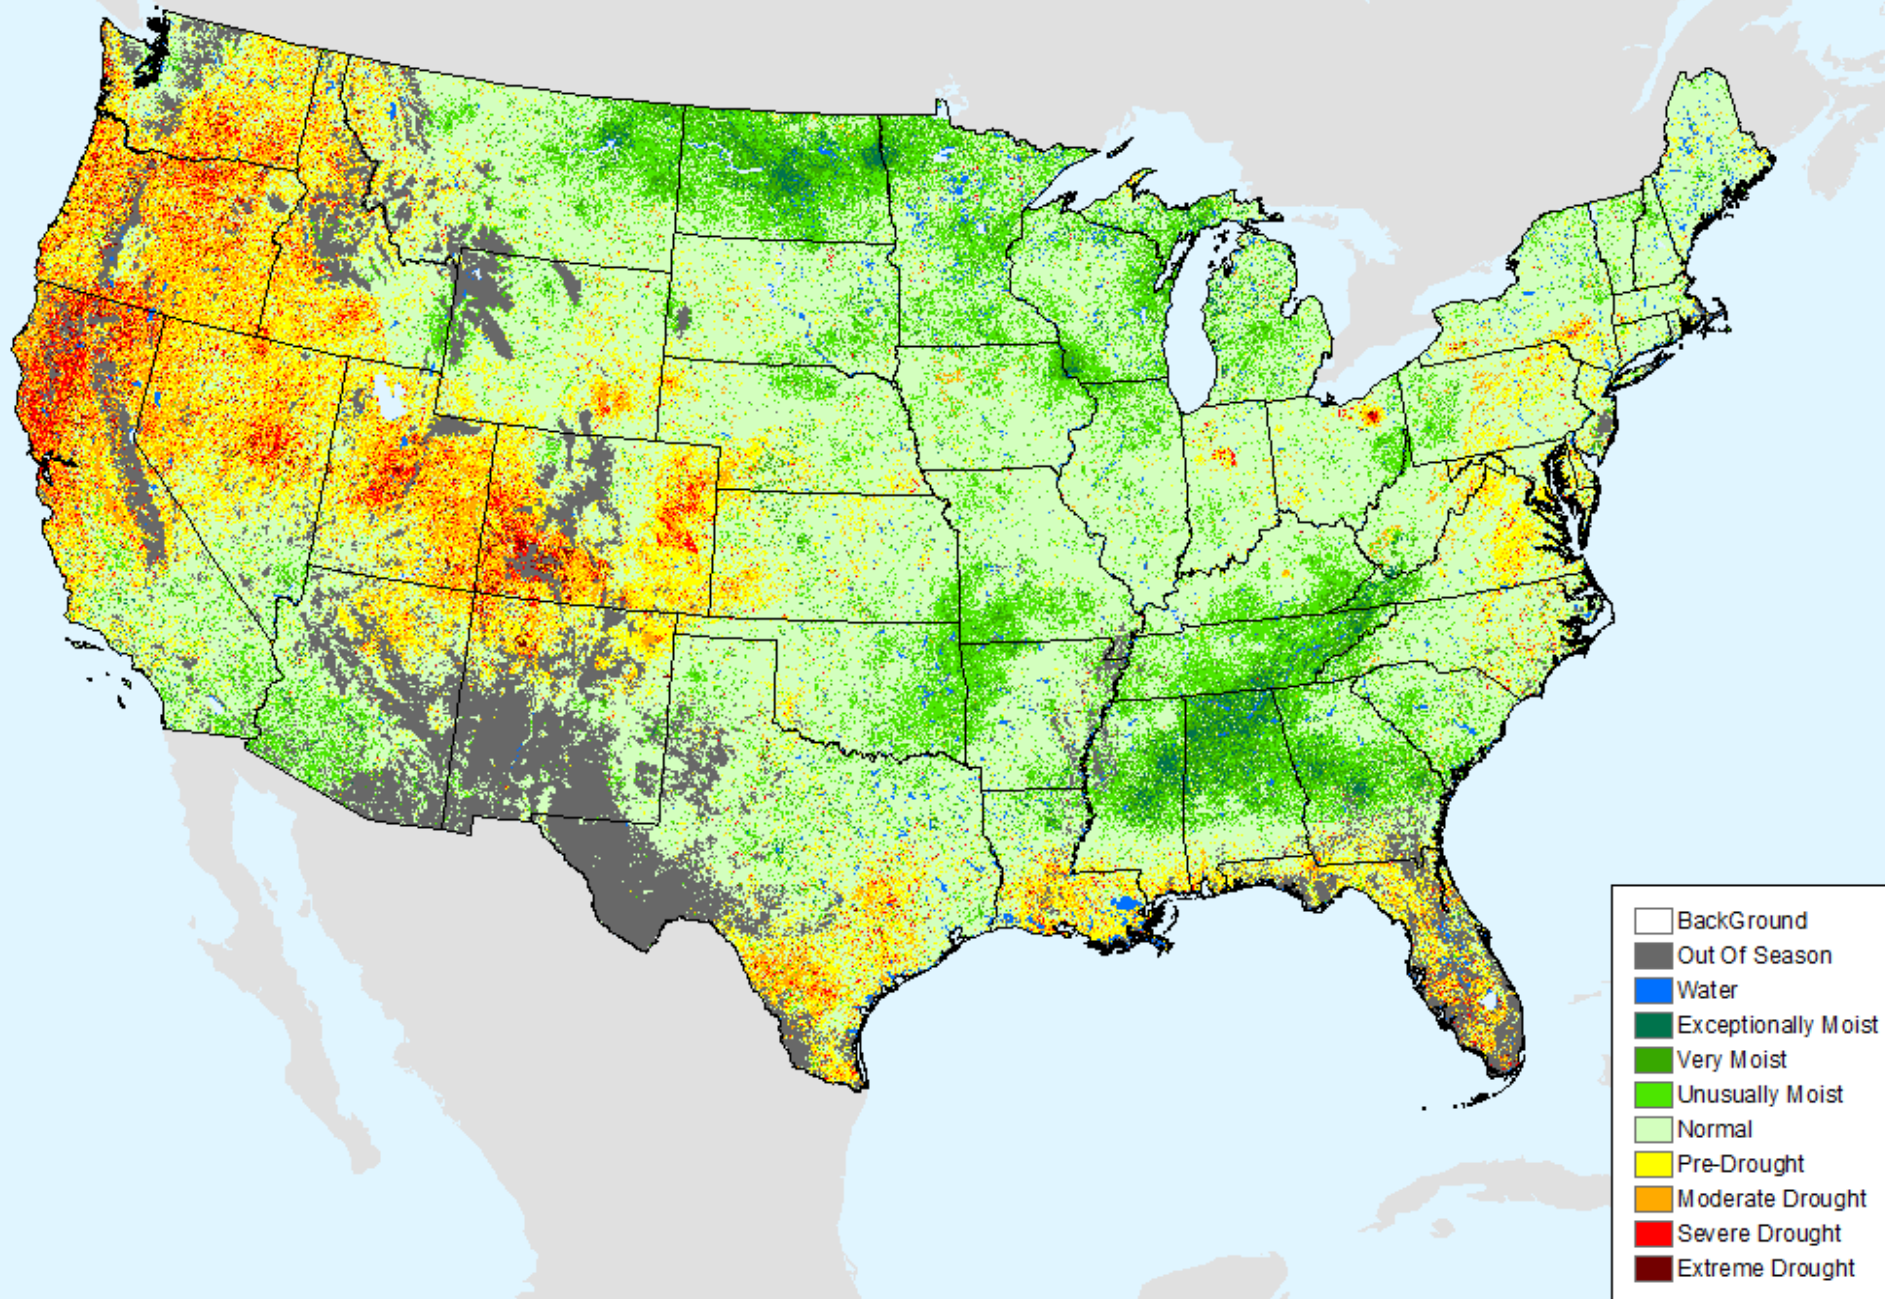 BackGround
Out Of Season
Water
Exceptionally Moist
Very Moist
Unusually Moist
Normal
Pre-Drought
Moderate Drought
Severe Drought
Extreme Drought